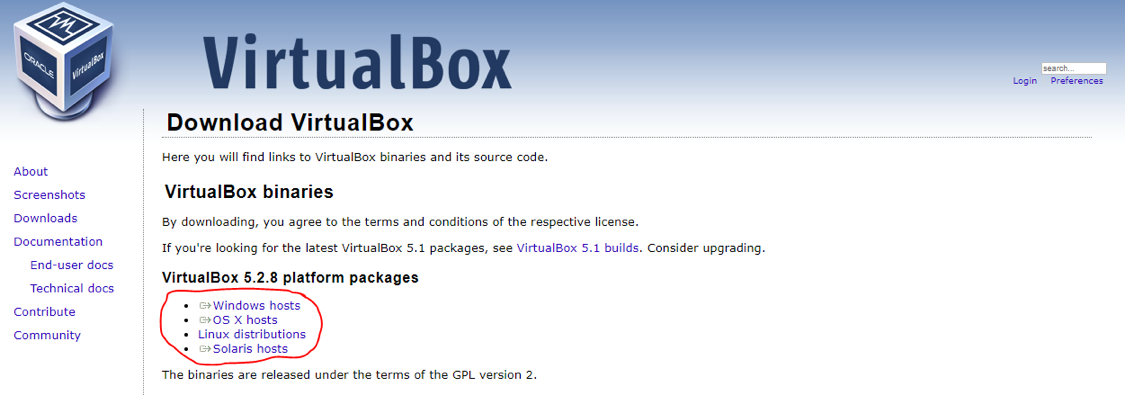 ORACLE
VirtualBox
VirtualBox
search...
Login Preferences
Download VirtualBox
Here you will find links to VirtualBox binaries and its source code.
About
Screenshots
Downloads
Documentation
End-user docs
Technical docs
Contribute
Community
VirtualBox binaries
By downloading, you agree to the terms and conditions of the respective license.
If you're looking for the latest VirtualBox 5.1 packages, see VirtualBox 5.1 builds. Consider upgrading.
VirtualBox 5.2.8 platform packages
Windows hosts
OS X hosts
Linux distributions
Solaris hosts
The binaries are released under the terms of the GPL version 2.